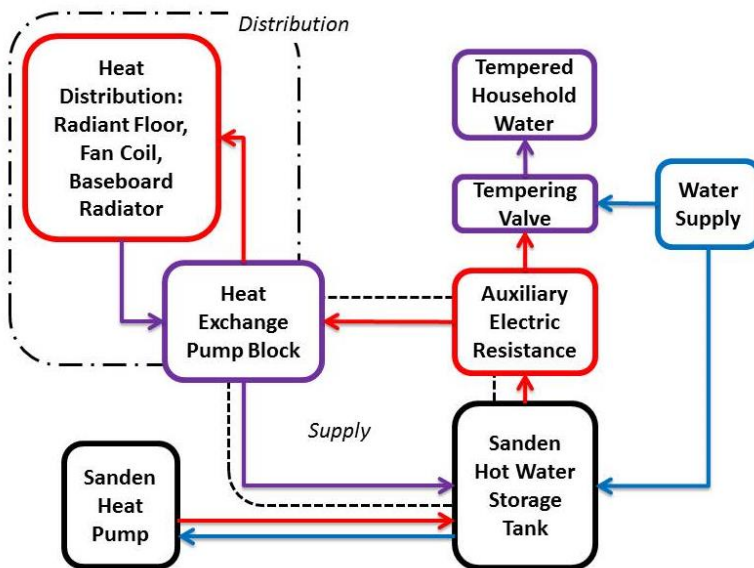 Distribution
Heat
Distribution:
Radiant Floor,
Fan Coil,
Baseboard
Radiator
Tempered
Household
Water
Tempering
Valve
Water
Supply
Heat
Exchange
Pump Block
Auxiliary
Electric
Resistance
Supply
Sanden
Heat
Pump
Sanden
Hot Water
Storage
Tank